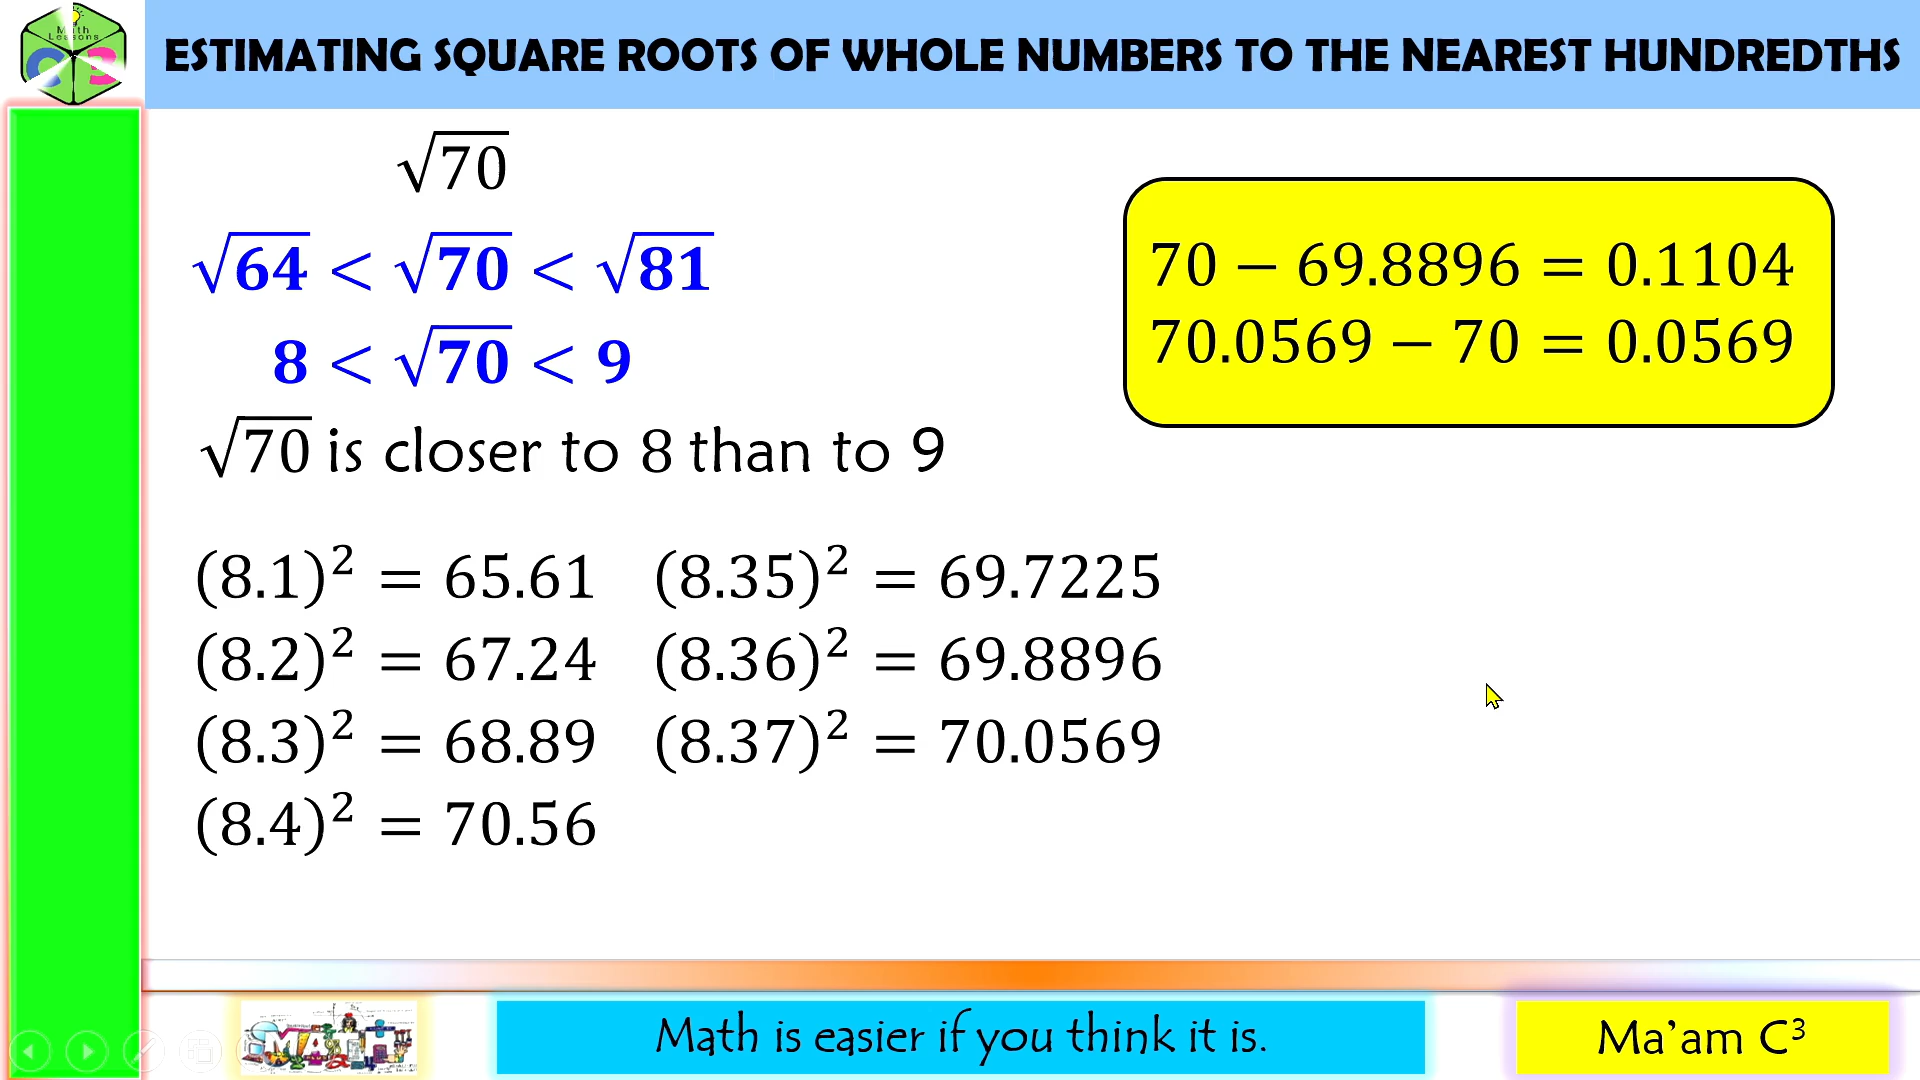 Math
Lessons
ESTIMATING SQUARE ROOTS OF WHOLE NUMBERS TO THE NEAREST HUNDREDTHS
√70
√64 < √70 < √81
8 < √70 < 9
√70 is closer to 8 than to 9
70 − 69.8896 = 0.1104
70.0569 − 70 = 0.0569
(8.1)² = 65.61
(8.2)² = 67.24
(8.3)² = 68.89
(8.4)² = 70.56
(8.35)² = 69.7225
(8.36)² = 69.8896
(8.37)² = 70.0569
MATH
Math is easier if you think it is.
Ma’am C³